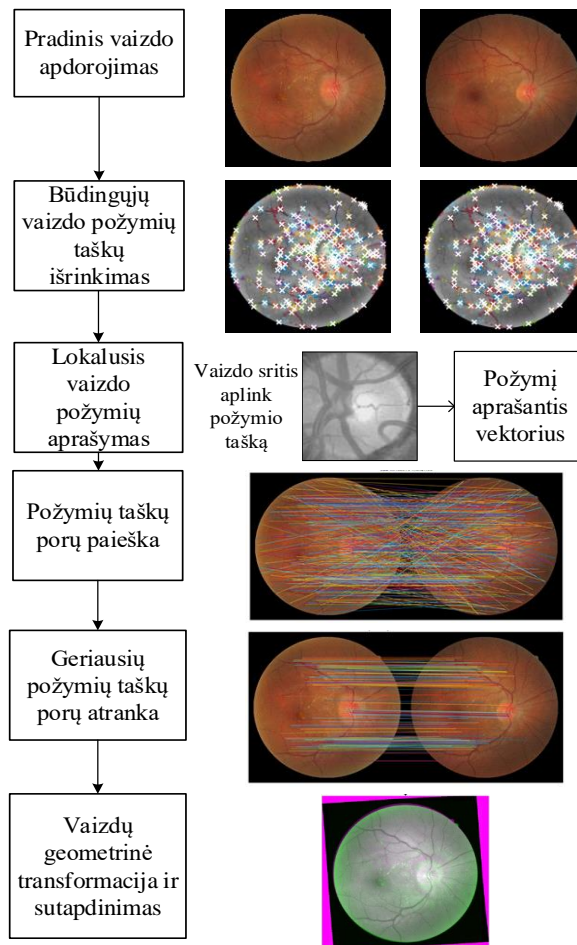 Pradinis vaizdo
apdorojimas
Būdingųjų
vaizdo požymių
taškų
išrinkimas
Lokalusis
vaizdo
požymių
aprašymas
Vaizdo sritis
aplink
požymio
tašką
Požymį
aprašantis
vektorius
Požymių taškų
porų paieška
Geriausių
požymių taškų
porų atranka
Vaizdų
geometrinė
transformacija ir
sutapdinimas